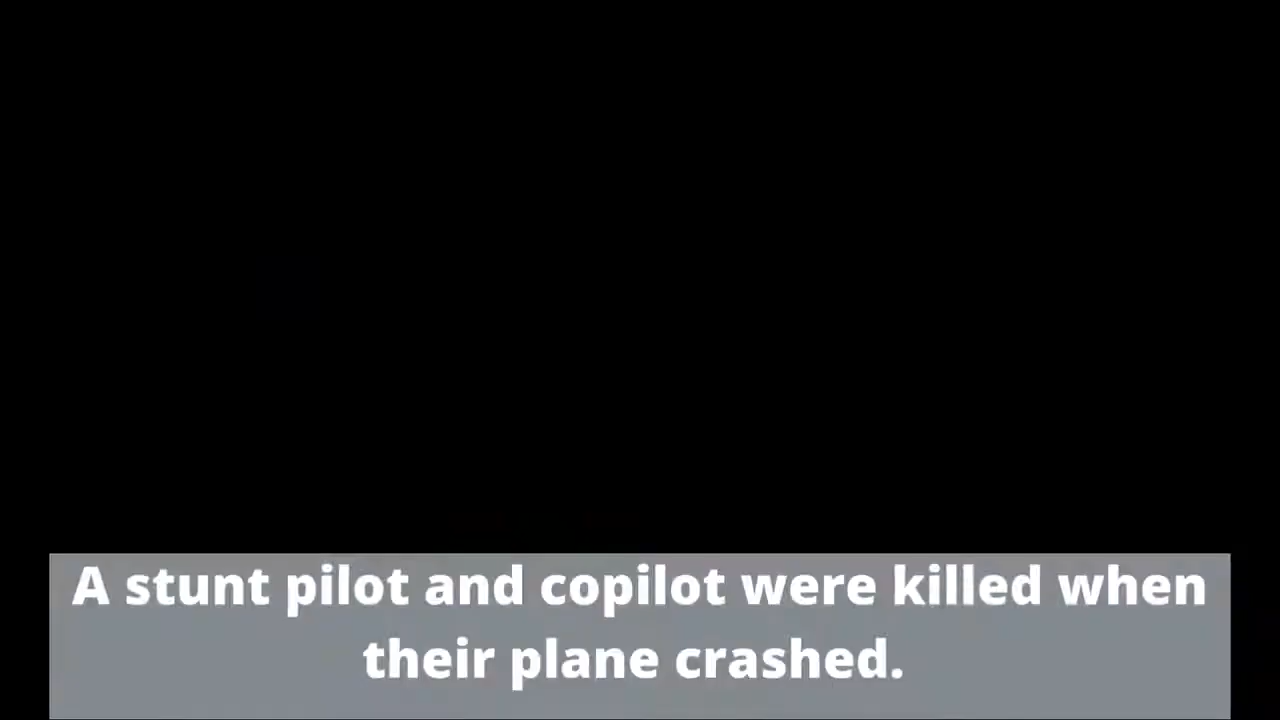 A stunt pilot and copilot were killed when
their plane crashed.